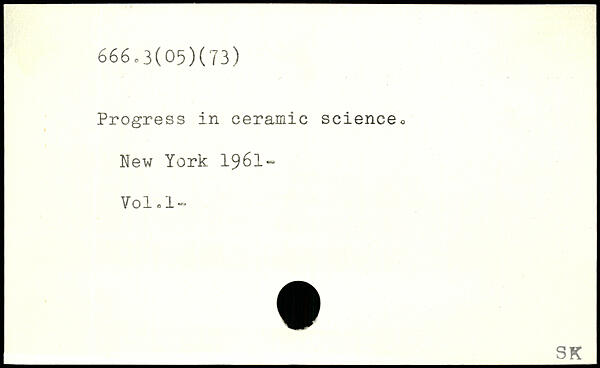 666.3(05)(73)
Progress in ceramic science.
New York 1961-
Vol.1-
SK